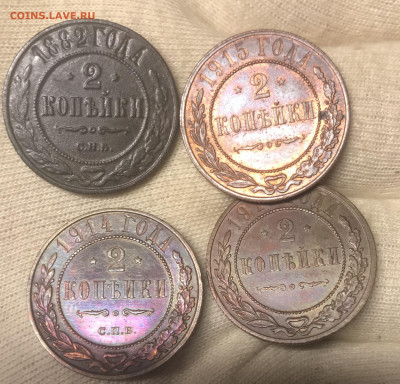 COINS.LAVE.RU
1882 ГОДА
2
КОПѢЙКИ
С.П.Б.
1915 ГОДА
2
КОПѢЙКИ
1914 ГОДА
2
КОПѢЙКИ
С.П.Б.
2
КОПѢЙКИ